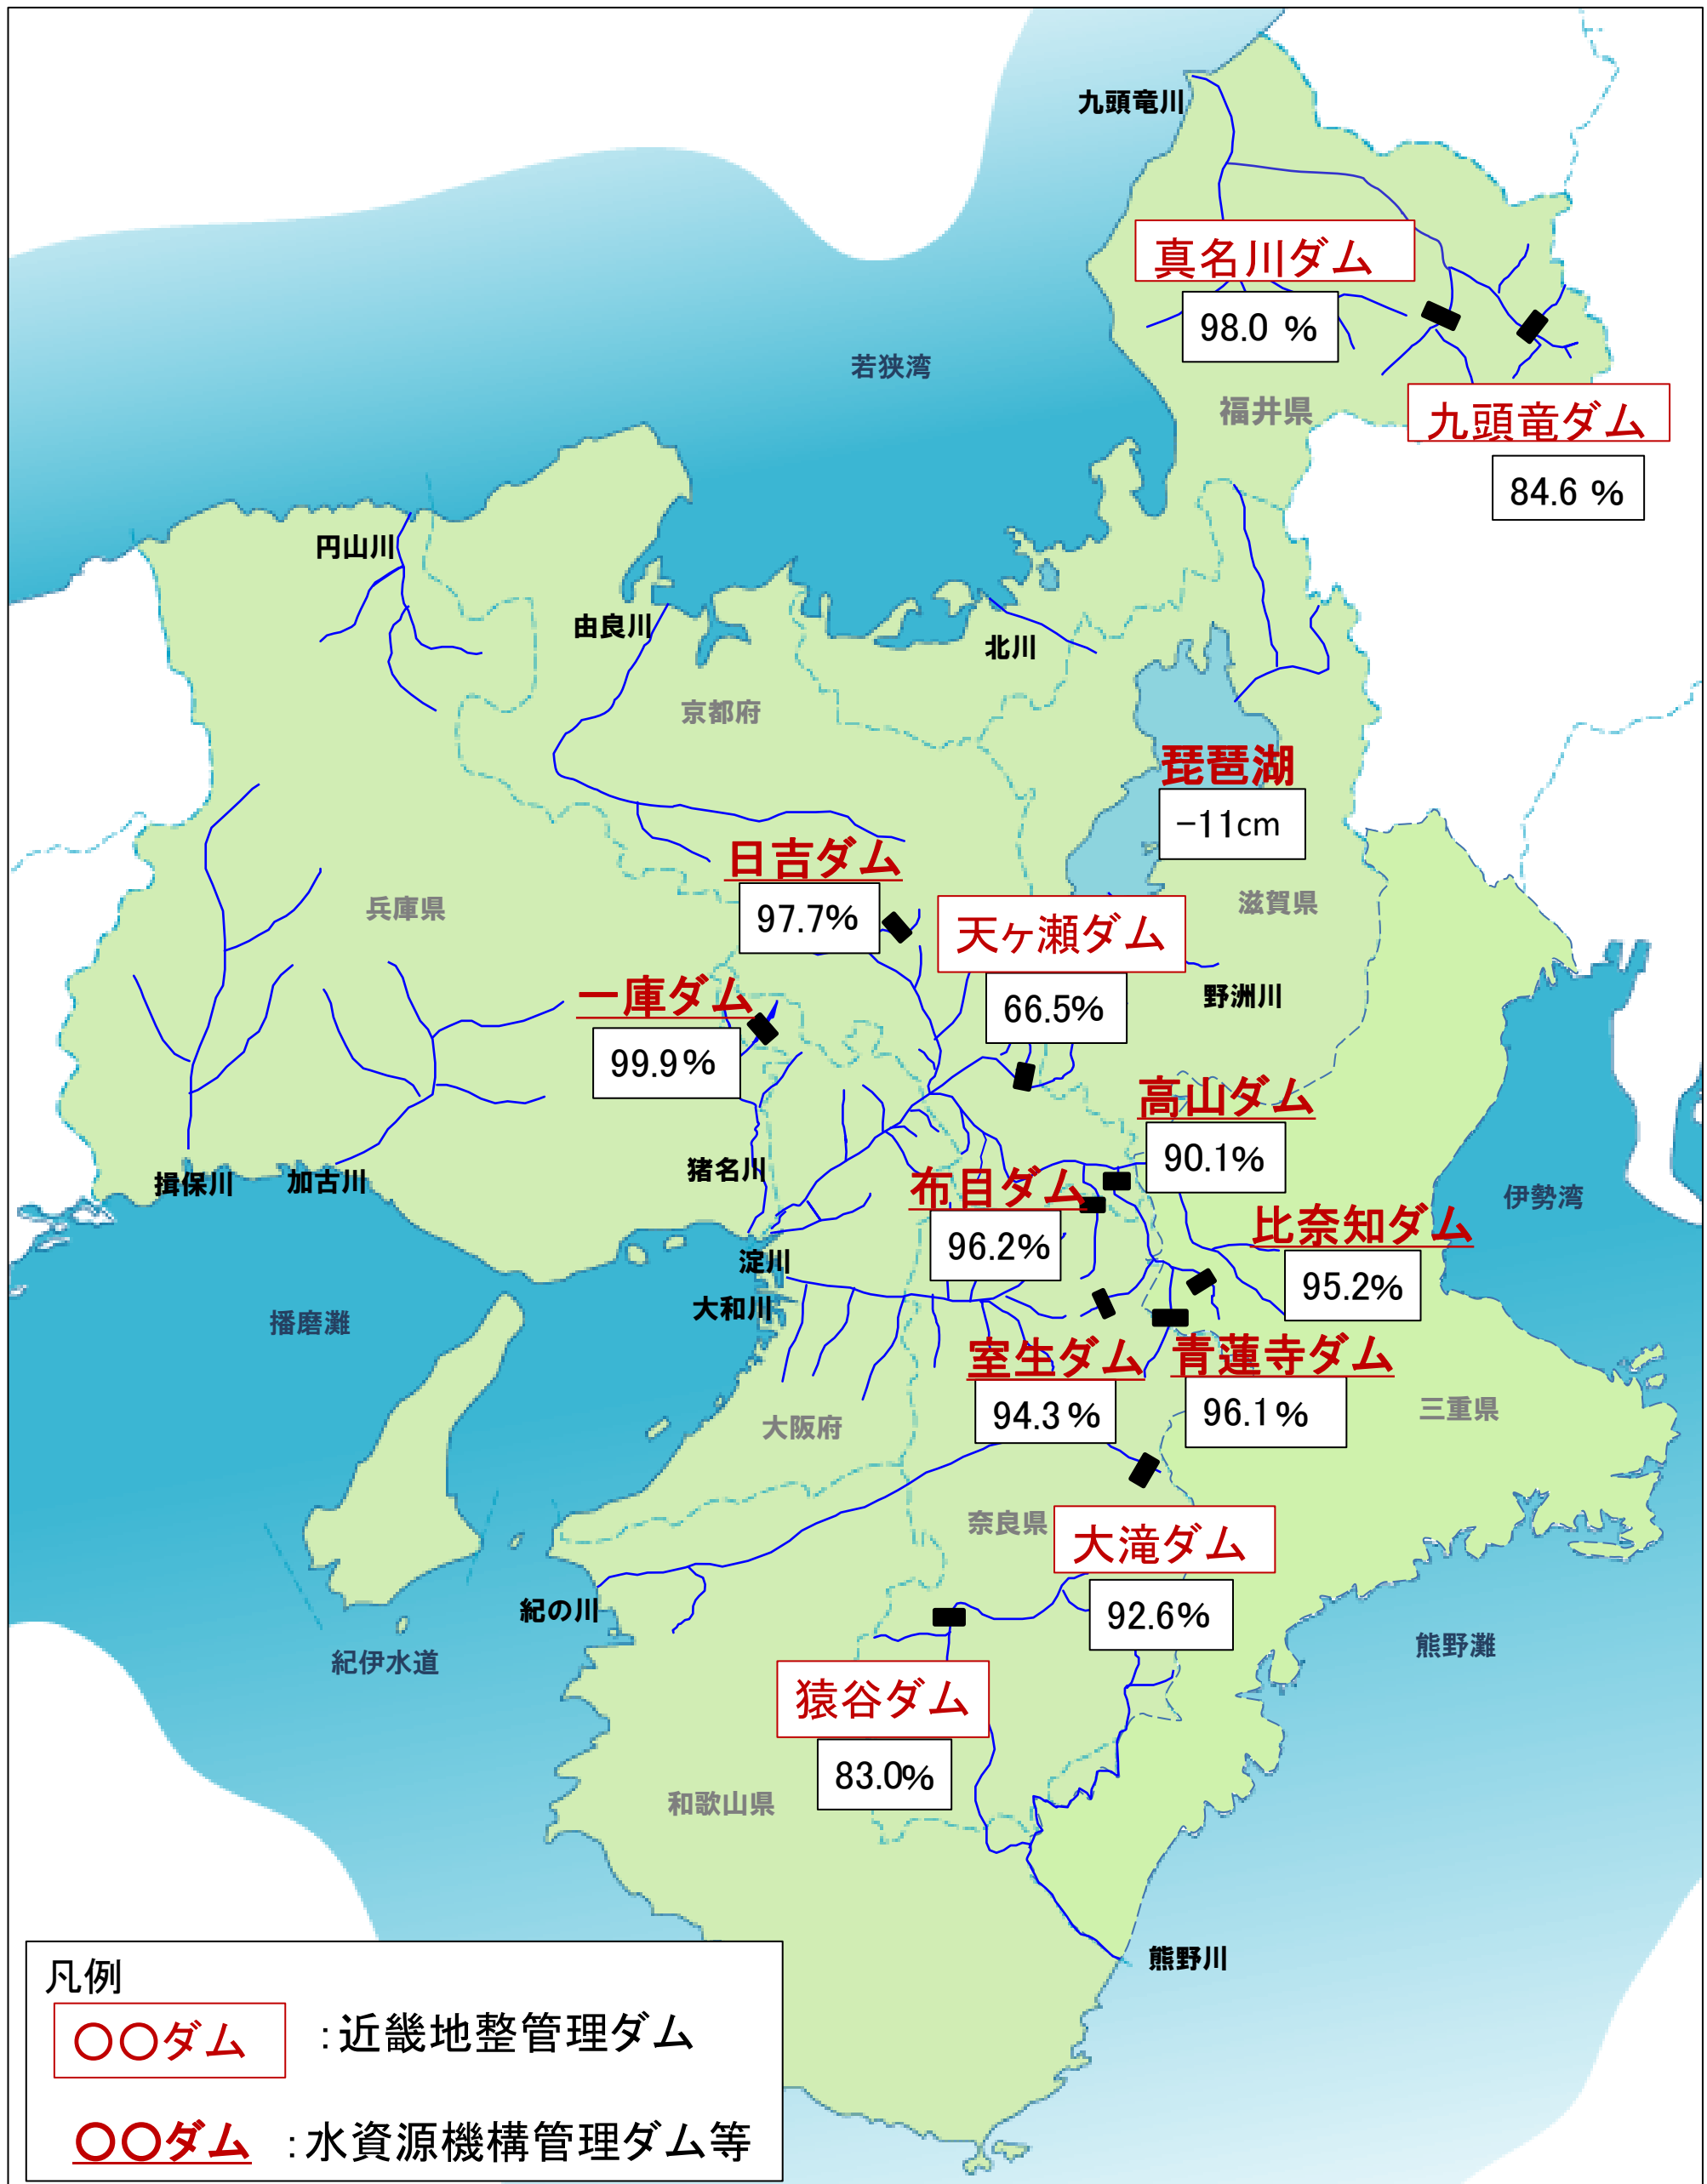 九頭竜川
真名川ダム
98.0 %
若狭湾
福井県
九頭竜ダム
84.6 %
円山川
由良川
北川
京都府
琵琶湖
-11cm
日吉ダム
97.7%
兵庫県
天ヶ瀬ダム
66.5%
滋賀県
野洲川
一庫ダム
99.9%
高山ダム
90.1%
揖保川
加古川
猪名川
布目ダム
96.2%
伊勢湾
比奈知ダム
95.2%
淀川
大和川
播磨灘
室生ダム
94.3%
青蓮寺ダム
96.1%
三重県
大阪府
奈良県
大滝ダム
92.6%
紀の川
紀伊水道
熊野灘
猿谷ダム
83.0%
和歌山県
熊野川
凡例
〇〇ダム :近畿地整管理ダム
〇〇ダム :水資源機構管理ダム等